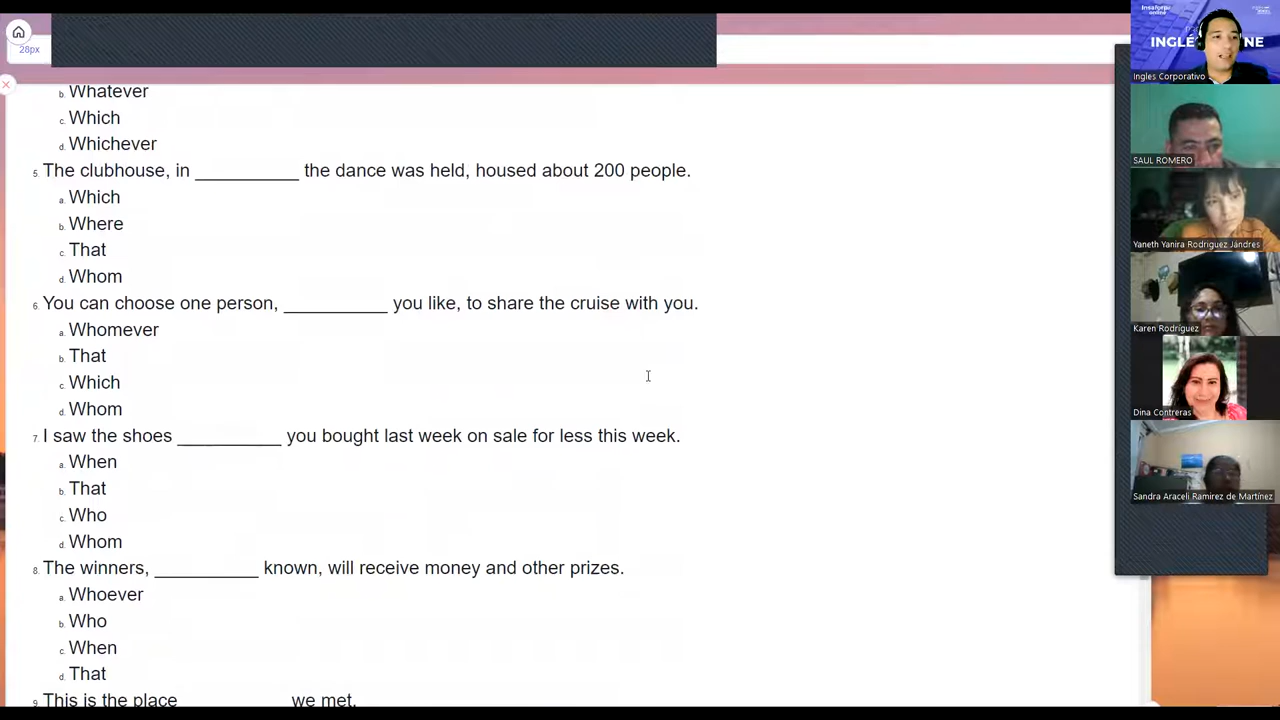 28px
b. Whatever
c. Which
d. Whichever
5. The clubhouse, in __________ the dance was held, housed about 200 people.
a. Which
b. Where
c. That
d. Whom
6. You can choose one person, __________ you like, to share the cruise with you.
a. Whomever
b. That
c. Which
d. Whom
7. I saw the shoes __________ you bought last week on sale for less this week.
a. When
b. That
c. Who
d. Whom
8. The winners, __________ known, will receive money and other prizes.
a. Whoever
b. Who
c. When
d. That
9. This is the place __________ we met.
INGLÉ NE
Ingles Corporativo
SAUL ROMERO
Yaneth Yanira Rodriguez Jándres
Karen Rodríguez
Dina Contreras
Sandra Araceli Ramirez de Martínez